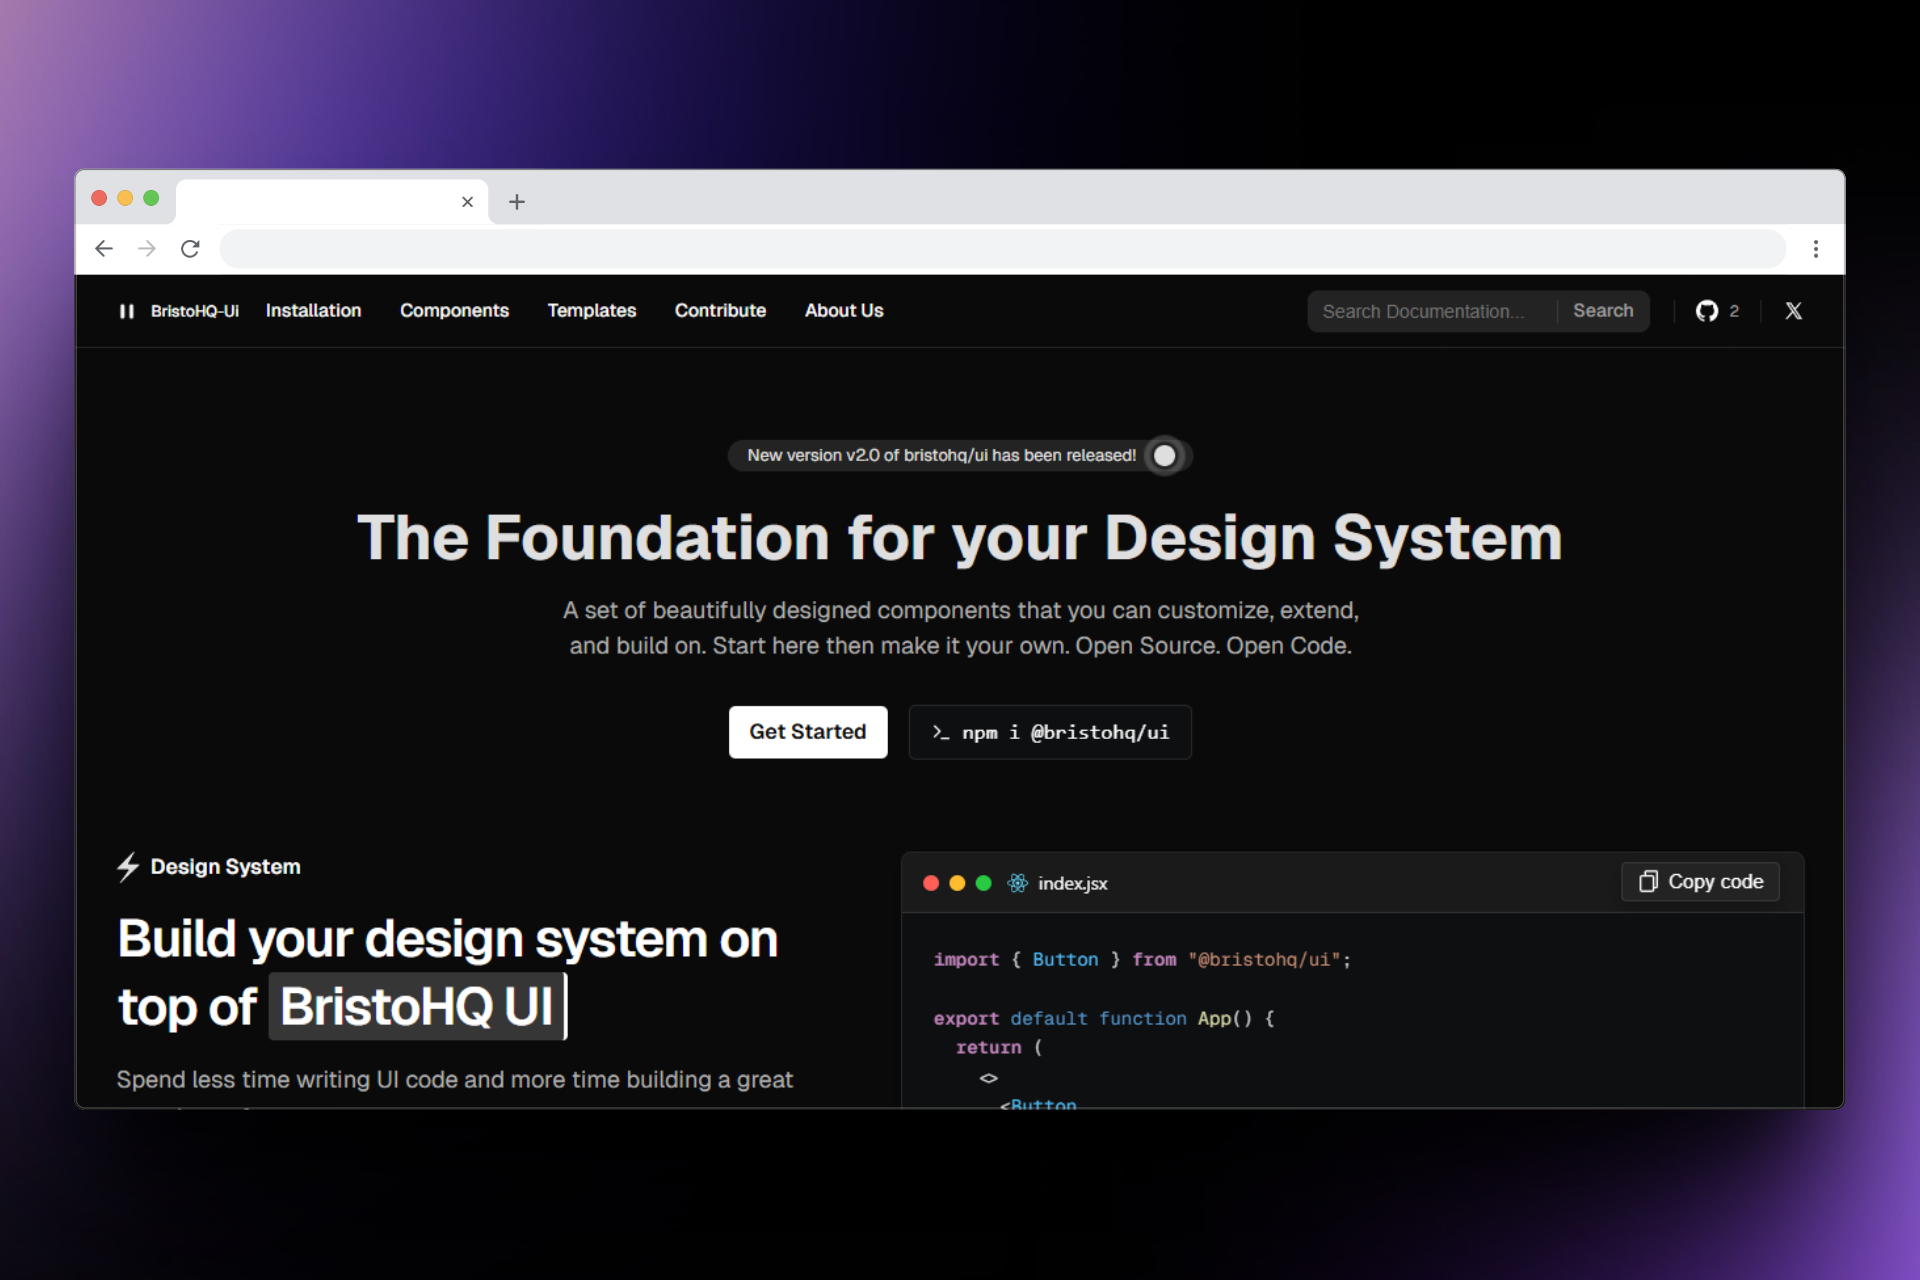 BristoHQ-Ui Installation Components Templates Contribute About Us Search Documentation... Search 2
New version v2.0 of bristohq/ui has been released!
The Foundation for your Design System
A set of beautifully designed components that you can customize, extend,
and build on. Start here then make it your own. Open Source. Open Code.
Get Started >_ npm i @bristohq/ui
Design System
Build your design system on
top of BristoHQ UI
Spend less time writing UI code and more time building a great
index.jsx Copy code
import { Button } from "@bristohq/ui";
export default function App() {
return (
<>
<Button